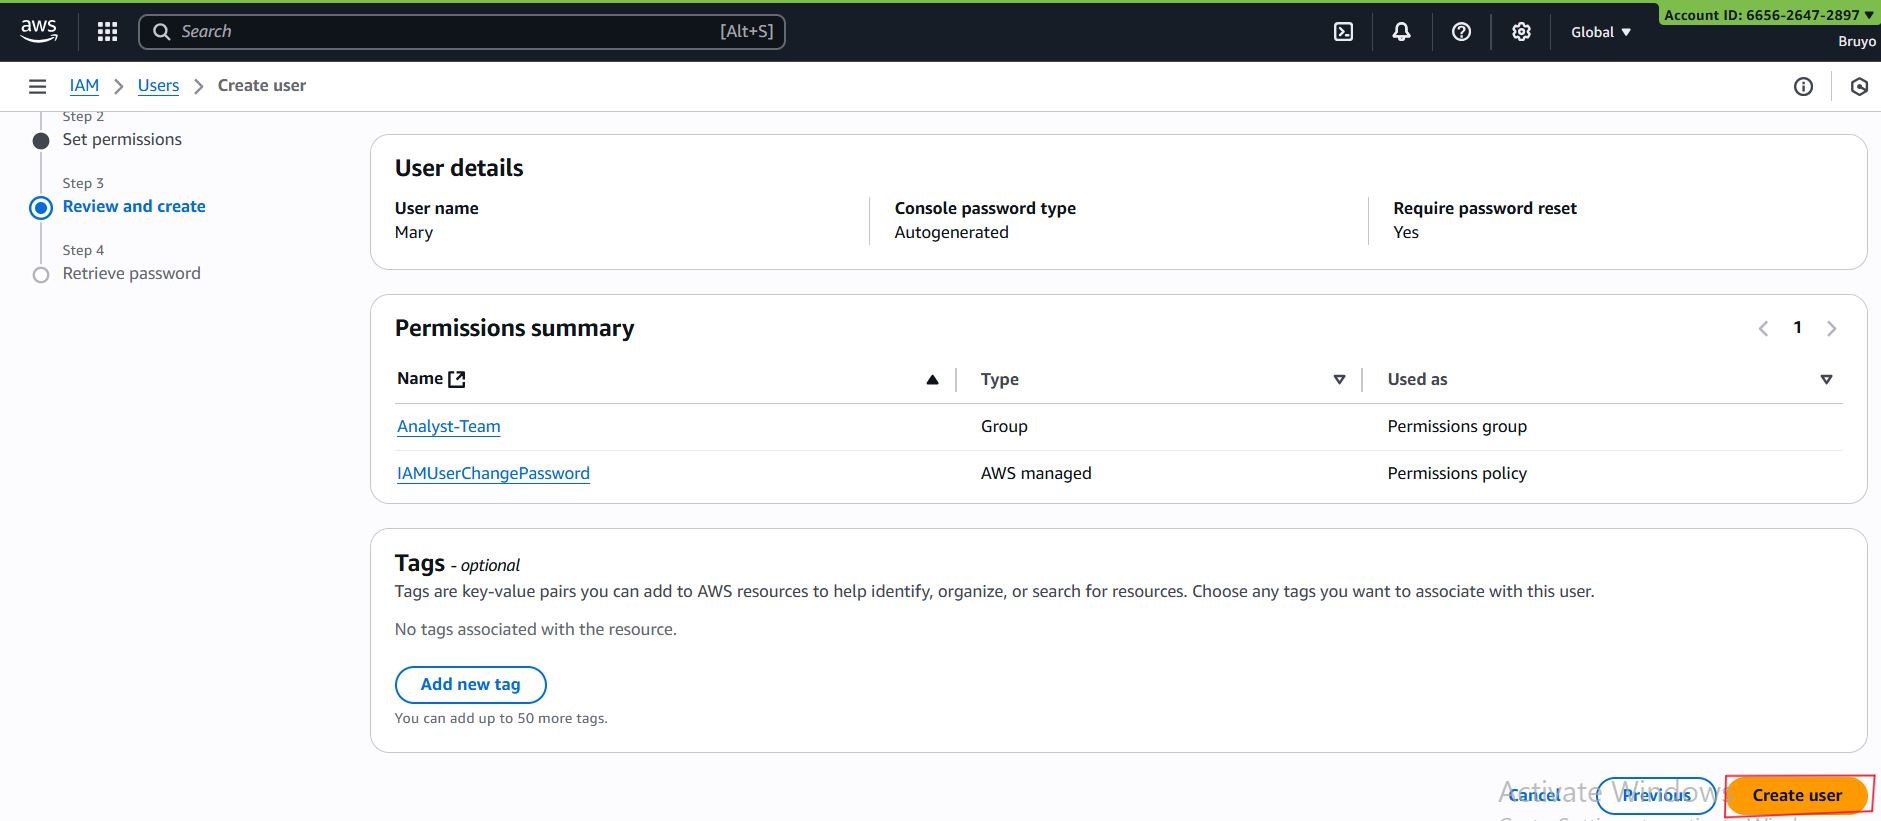 aws
Search [Alt+S]
Global
Account ID: 6656-2647-2897
Bruyo
IAM Users Create user
Step 2
Set permissions
Step 3
Review and create
Step 4
Retrieve password
User details
User name Console password type Require password reset
Mary Autogenerated Yes
Permissions summary
1
Name Type Used as
Analyst-Team Group Permissions group
IAMUserChangePassword AWS managed Permissions policy
Tags - optional
Tags are key-value pairs you can add to AWS resources to help identify, organize, or search for resources. Choose any tags you want to associate with this user.
No tags associated with the resource.
Add new tag
You can add up to 50 more tags.
Activate Windows
Cancel Previous Create user